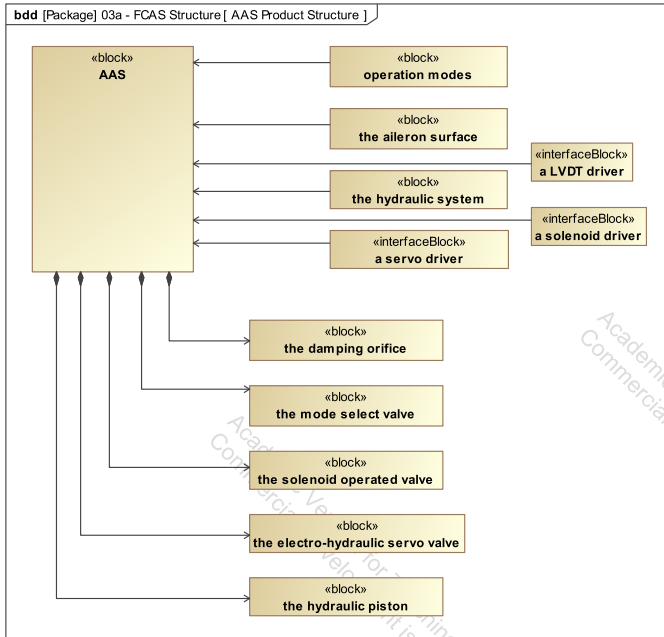 bdd [Package] 03a - FCAS Structure [ AAS Product Structure ]
«block»
AAS
«block»
operation modes
«block»
the aileron surface
«interfaceBlock»
a LVDT driver
«block»
the hydraulic system
«interfaceBlock»
a solenoid driver
«interfaceBlock»
a servo driver
«block»
the damping orifice
«block»
the mode select valve
«block»
the solenoid operated valve
«block»
the electro-hydraulic servo valve
«block»
the hydraulic piston